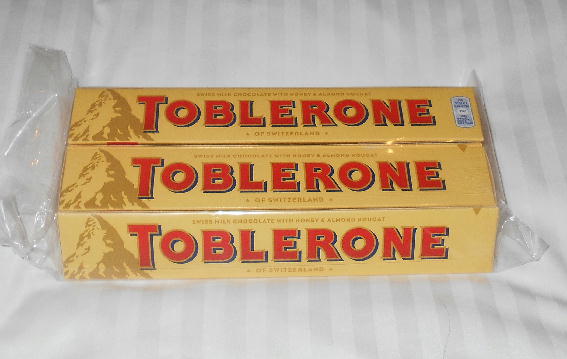 SWISS MILK CHOCOLATE WITH HONEY & ALMOND NOUGAT
TOBLERONE
OF SWITZERLAND
SWISS MILK CHOCOLATE WITH HONEY & ALMOND NOUGAT
TOBLERONE
OF SWITZERLAND
SWISS MILK CHOCOLATE WITH HONEY & ALMOND NOUGAT
TOBLERONE
OF SWITZERLAND